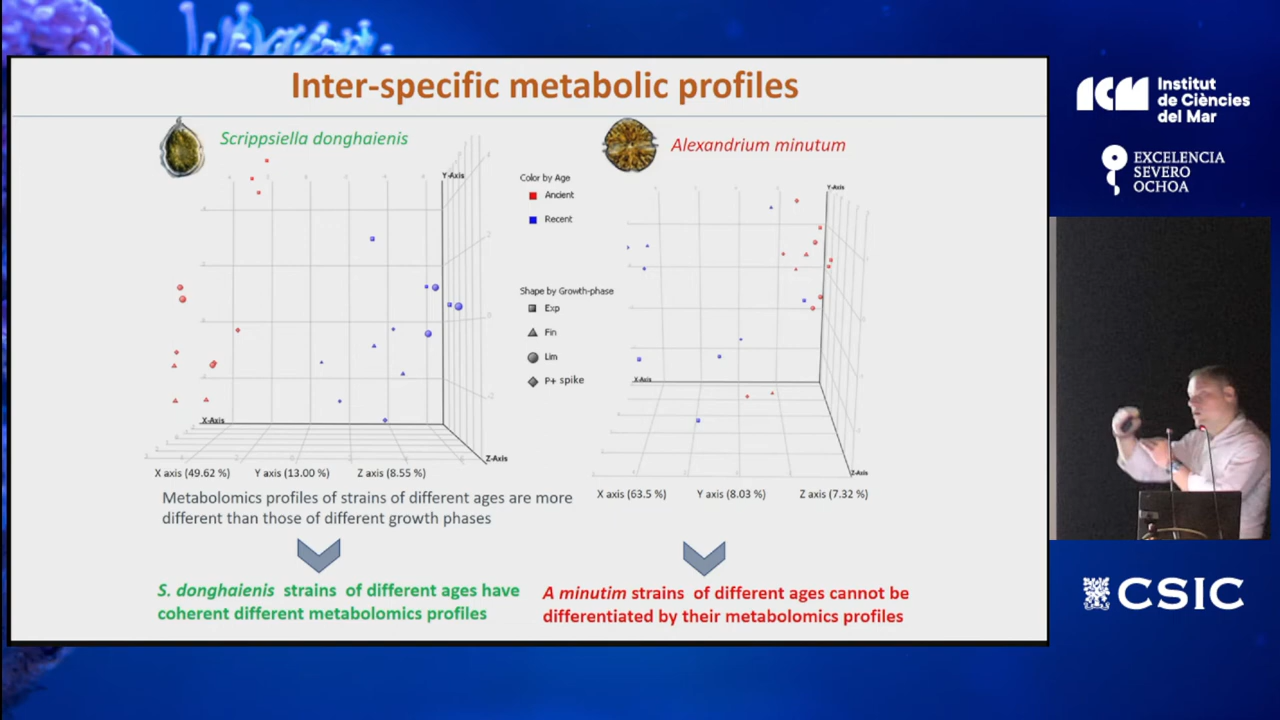 Inter-specific metabolic profiles
Scrippsiella donghaienis
Alexandrium minutum
Y-Axis
X-Axis
Z-Axis
X axis (49.62 %) Y axis (13.00 %) Z axis (8.55 %)
Color by Age
Ancient
Recent
Shape by Growth-phase
Exp
Fin
Lim
P+ spike
Y-Axis
X-Axis
Z-Axis
X axis (63.5 %) Y axis (8.03 %) Z axis (7.32 %)
Metabolomics profiles of strains of different ages are more
different than those of different growth phases
S. donghaienis strains of different ages have
coherent different metabolomics profiles
A minutim strains of different ages cannot be
differentiated by their metabolomics profiles
ICM
Institut
de Ciències
del Mar
EXCELENCIA
SEVERO
OCHOA
CSIC